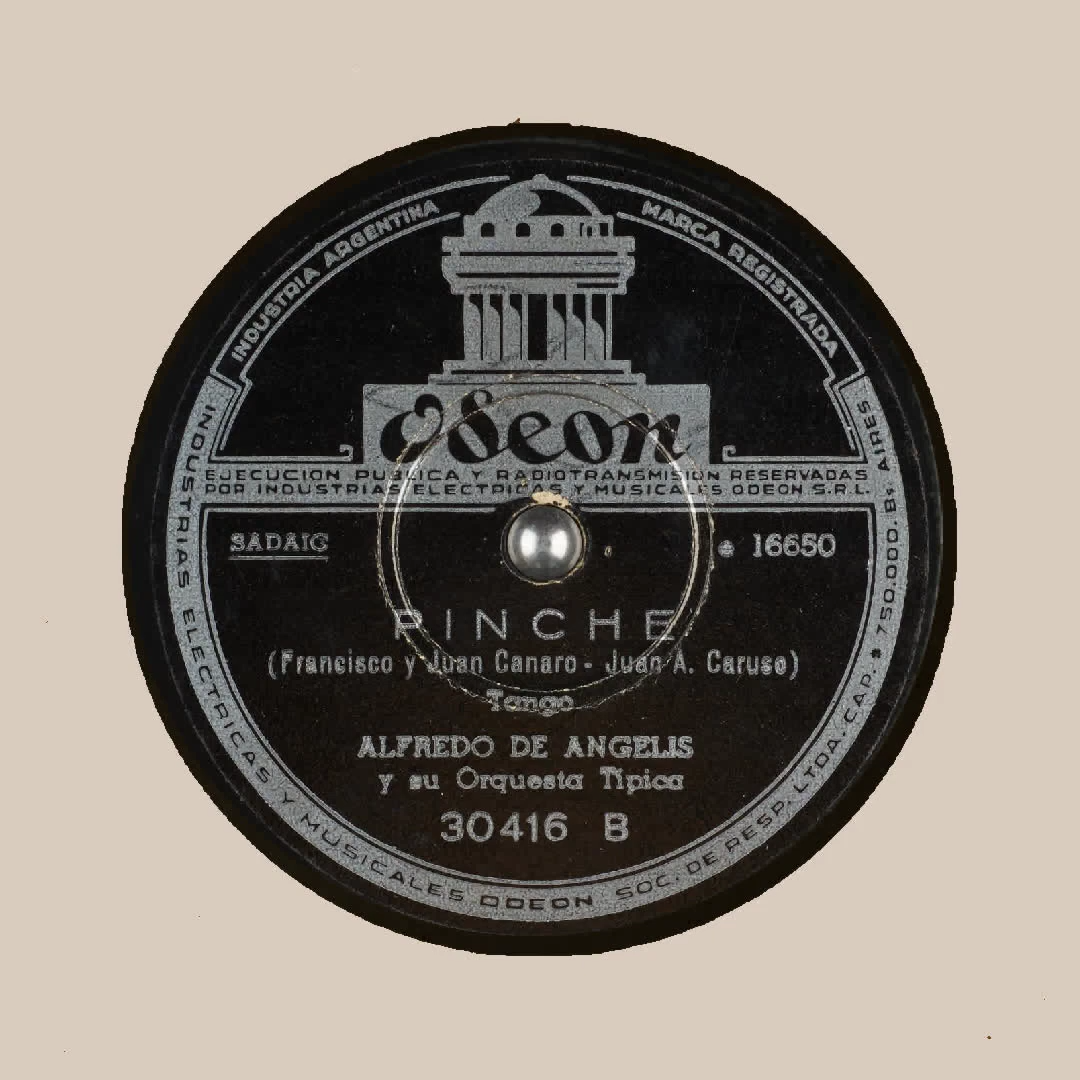 INDUSTRIA ARGENTINA
MARCA REGISTRADA
Odeon
EJECUCION PUBLICA Y RADIOTRANSMISION RESERVADAS
POR INDUSTRIAS ELECTRICAS Y MUSICALES ODEON S.R.L.
SADAIC
e 16650
PINCHE
(Francisco y Juan Canaro - Juan A. Caruso)
Tango
ALFREDO DE ANGELIS
y su Orquesta Típica
30416 B
INDUSTRIAS ELECTRICAS Y MUSICALES ODEON SOC. DE RESP. LTDA. CAP. $ 750.000 Bs. AIRES